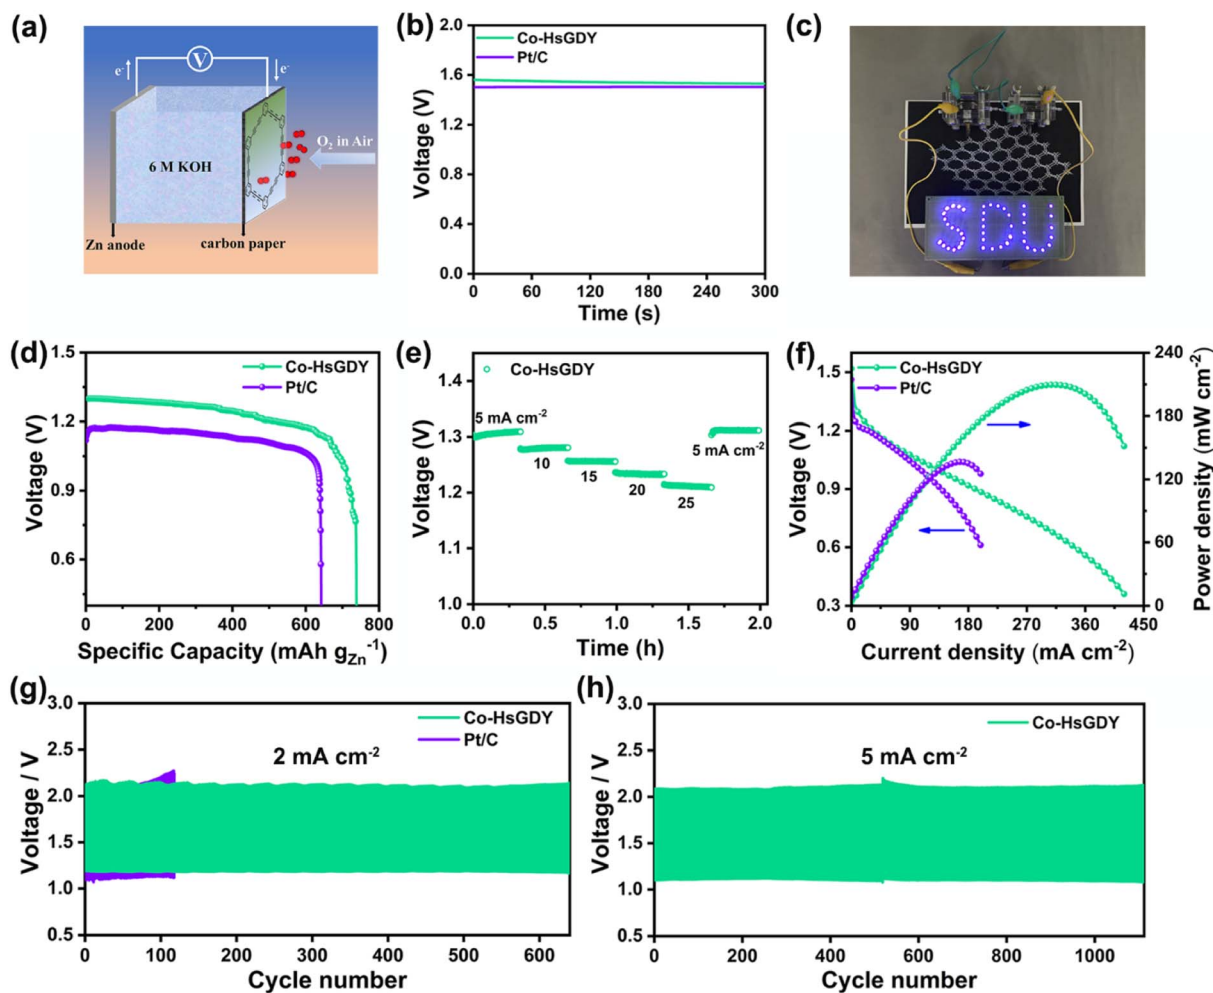 (a)
V
e-
e-
O2 in Air
6 M KOH
Zn anode
carbon paper
(b)
Co-HsGDY
Pt/C
Voltage (V)
2.0
1.6
1.2
0.8
0.4
0.0
0 60 120 180 240 300
Time (s)
(c)
SDU
(d)
Co-HsGDY
Pt/C
Voltage (V)
1.5
1.2
0.9
0.6
0 200 400 600 800
Specific Capacity (mAh gZn-1)
(e)
Co-HsGDY
Voltage (V)
1.4
1.3
1.2
1.1
1.0
5 mA cm-2
10
15
20
25
5 mA cm-2
0.0 0.5 1.0 1.5 2.0
Time (h)
(f)
Co-HsGDY
Pt/C
Voltage (V)
1.5
1.2
0.9
0.6
0.3
240
180
120
60
0
Power density (mW cm-2)
0 90 180 270 360 450
Current density (mA cm-2)
(g)
Co-HsGDY
Pt/C
2 mA cm-2
Voltage / V
3.0
2.5
2.0
1.5
1.0
0.5
0 100 200 300 400 500 600
Cycle number
(h)
Co-HsGDY
5 mA cm-2
Voltage / V
3.0
2.5
2.0
1.5
1.0
0.5
0 200 400 600 800 1000
Cycle number